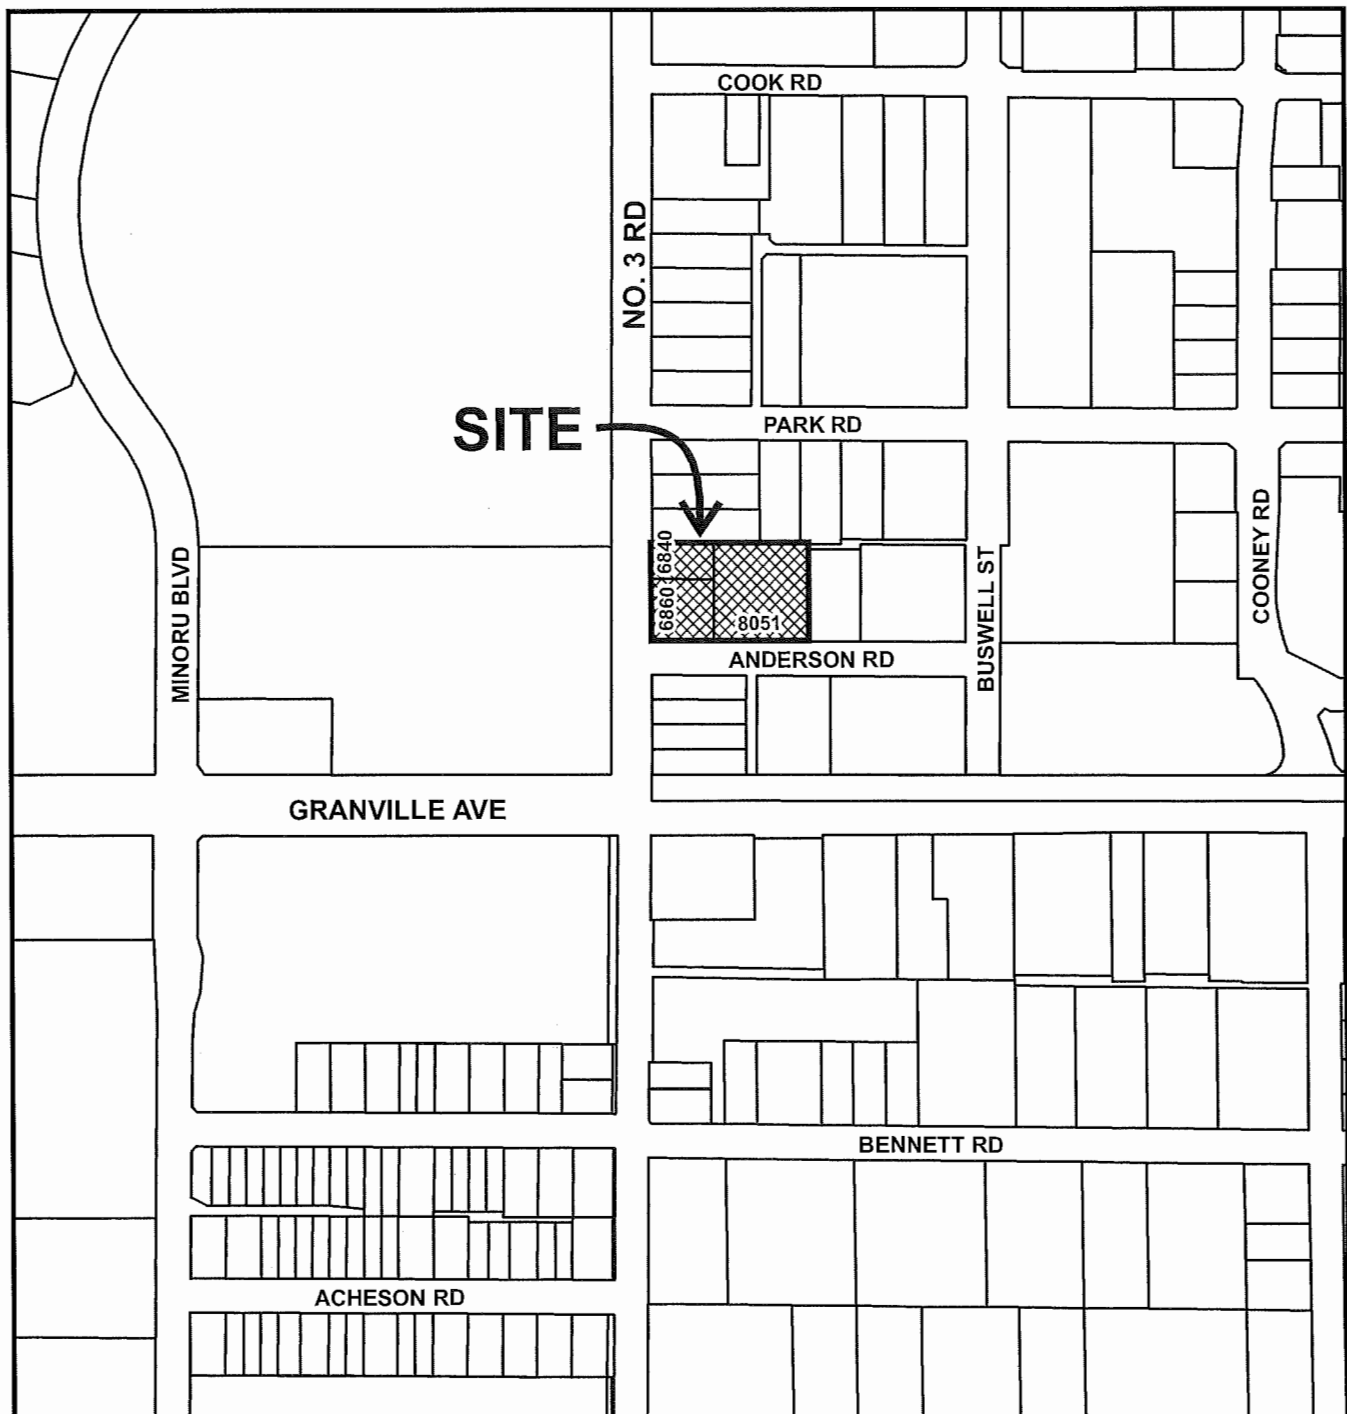 COOK RD
NO. 3 RD
SITE
PARK RD
6840
6860
8051
MINORU BLVD
BUSWELL ST
COONEY RD
ANDERSON RD
GRANVILLE AVE
BENNETT RD
ACHESON RD